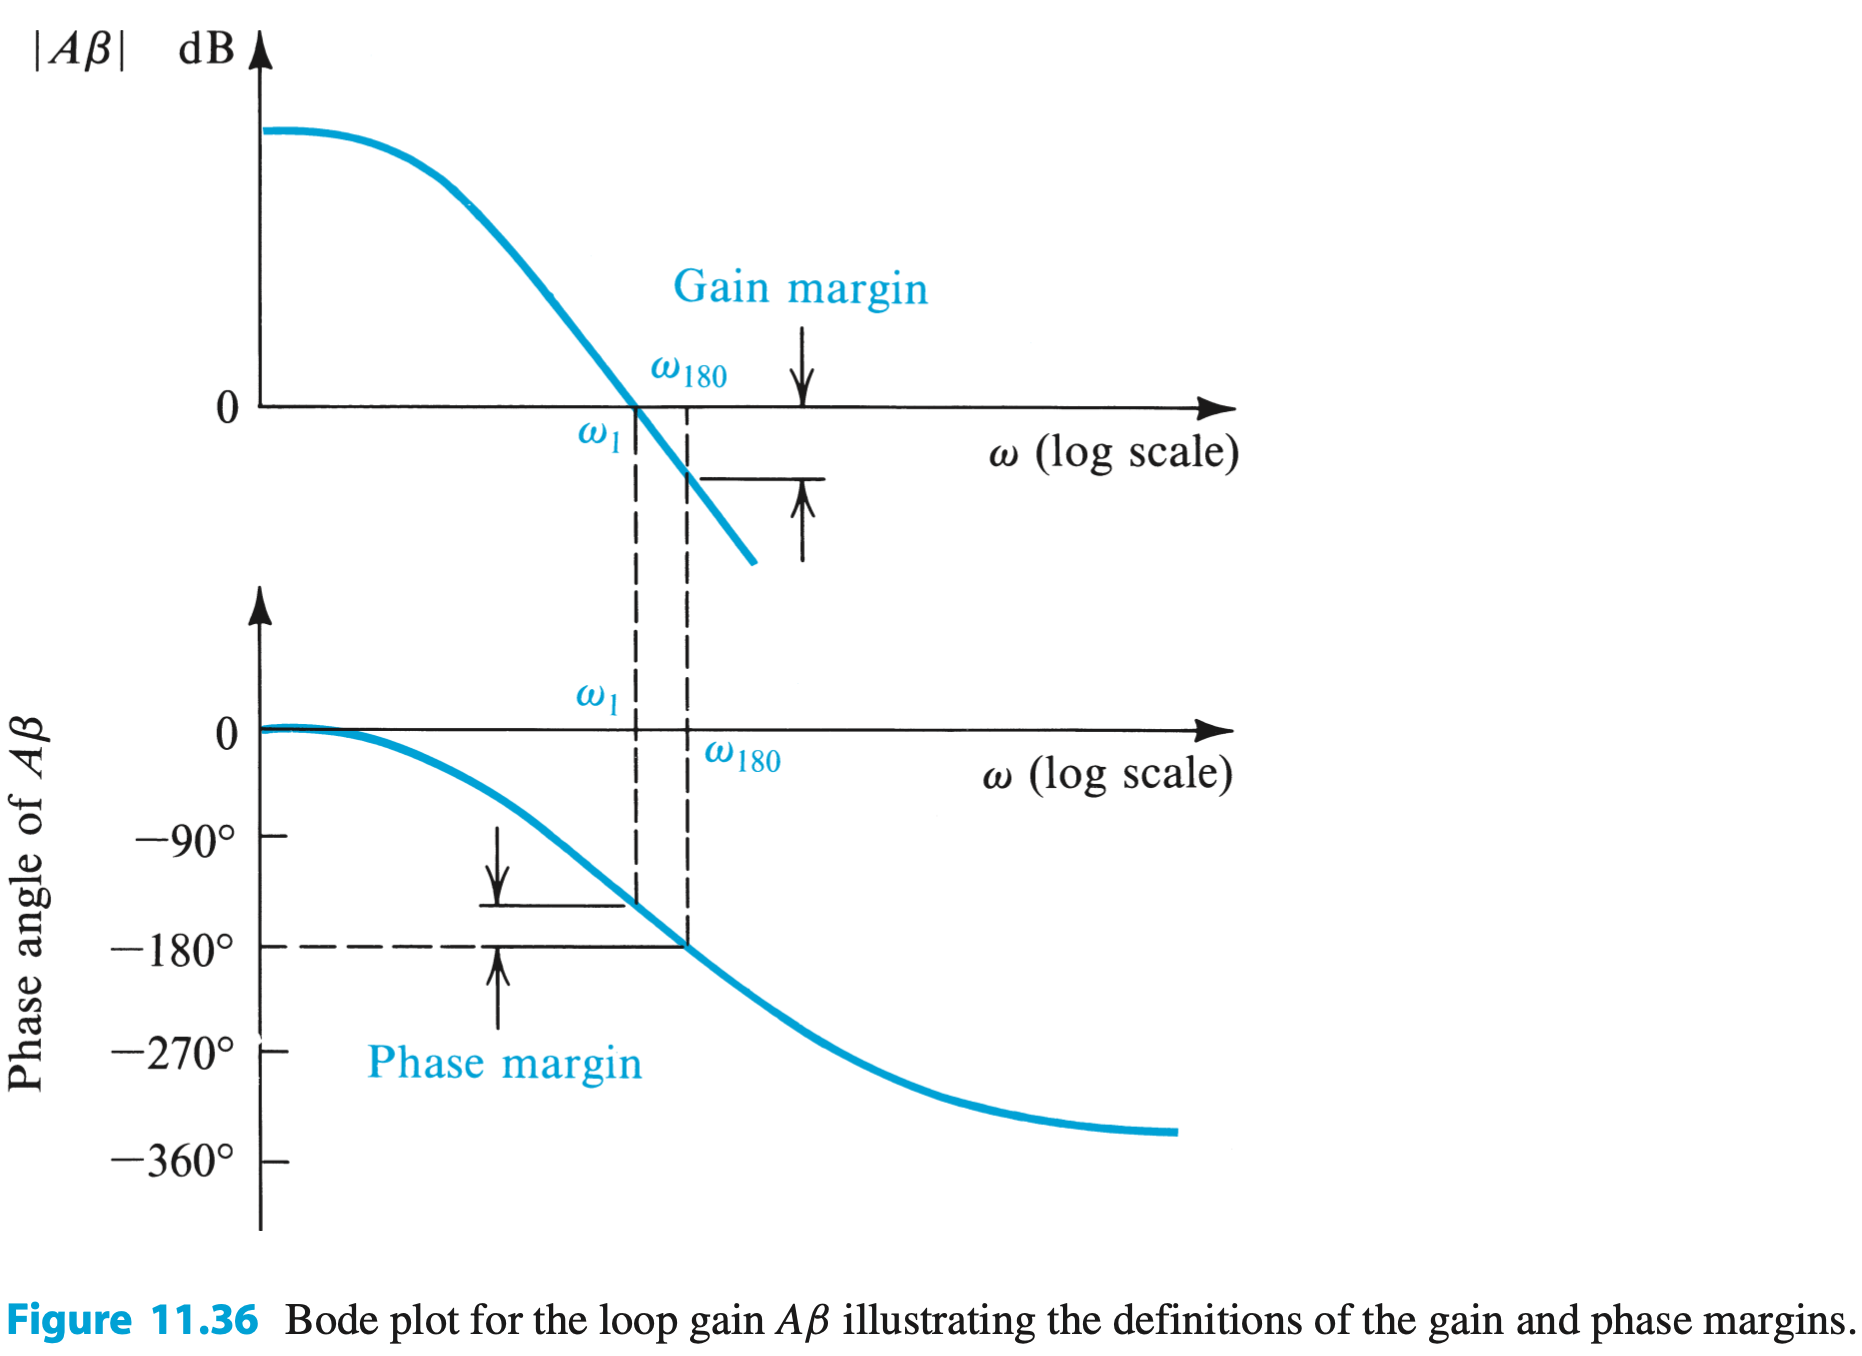 |Aβ| dB
Gain margin
ω180
0
ω1
ω (log scale)
ω1
0
ω180
ω (log scale)
Phase angle of Aβ
−90°
−180°
−270°
Phase margin
−360°
Figure 11.36 Bode plot for the loop gain Aβ illustrating the definitions of the gain and phase margins.